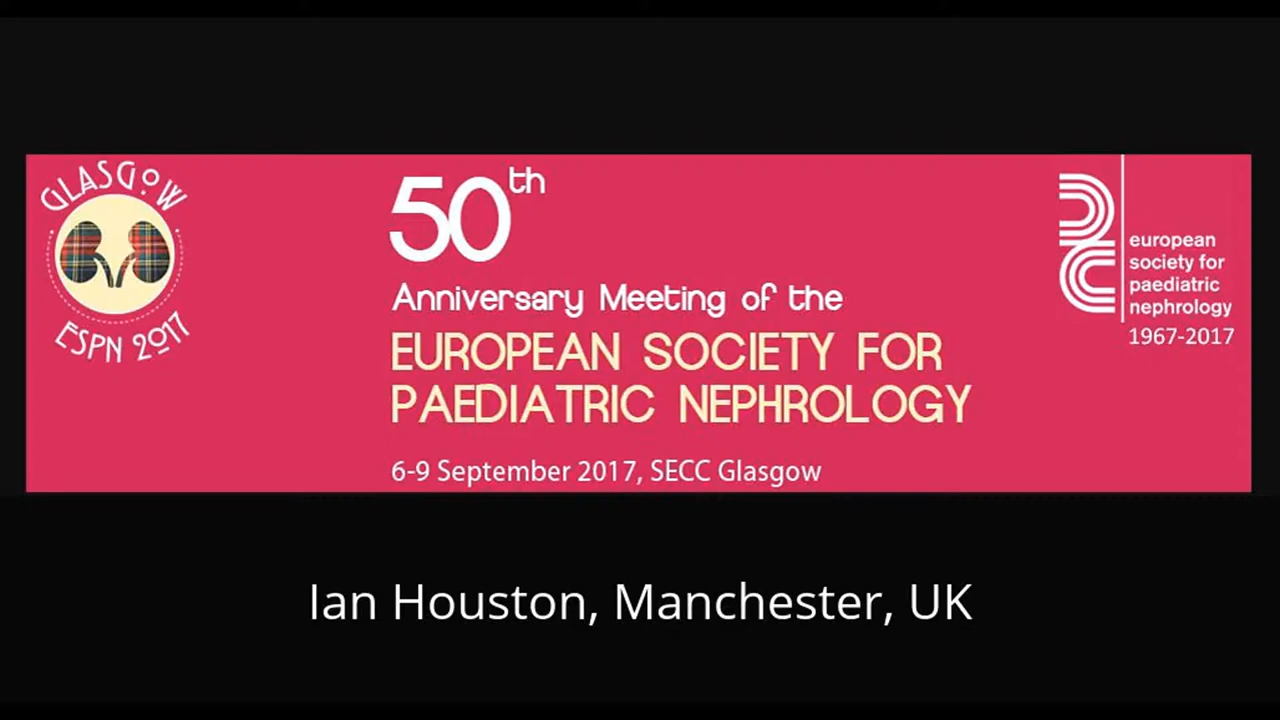 GLASGOW
ESPN 2017
50th
Anniversary Meeting of the
EUROPEAN SOCIETY FOR
PAEDIATRIC NEPHROLOGY
6-9 September 2017, SECC Glasgow
european
society for
paediatric
nephrology
1967-2017
Ian Houston, Manchester, UK